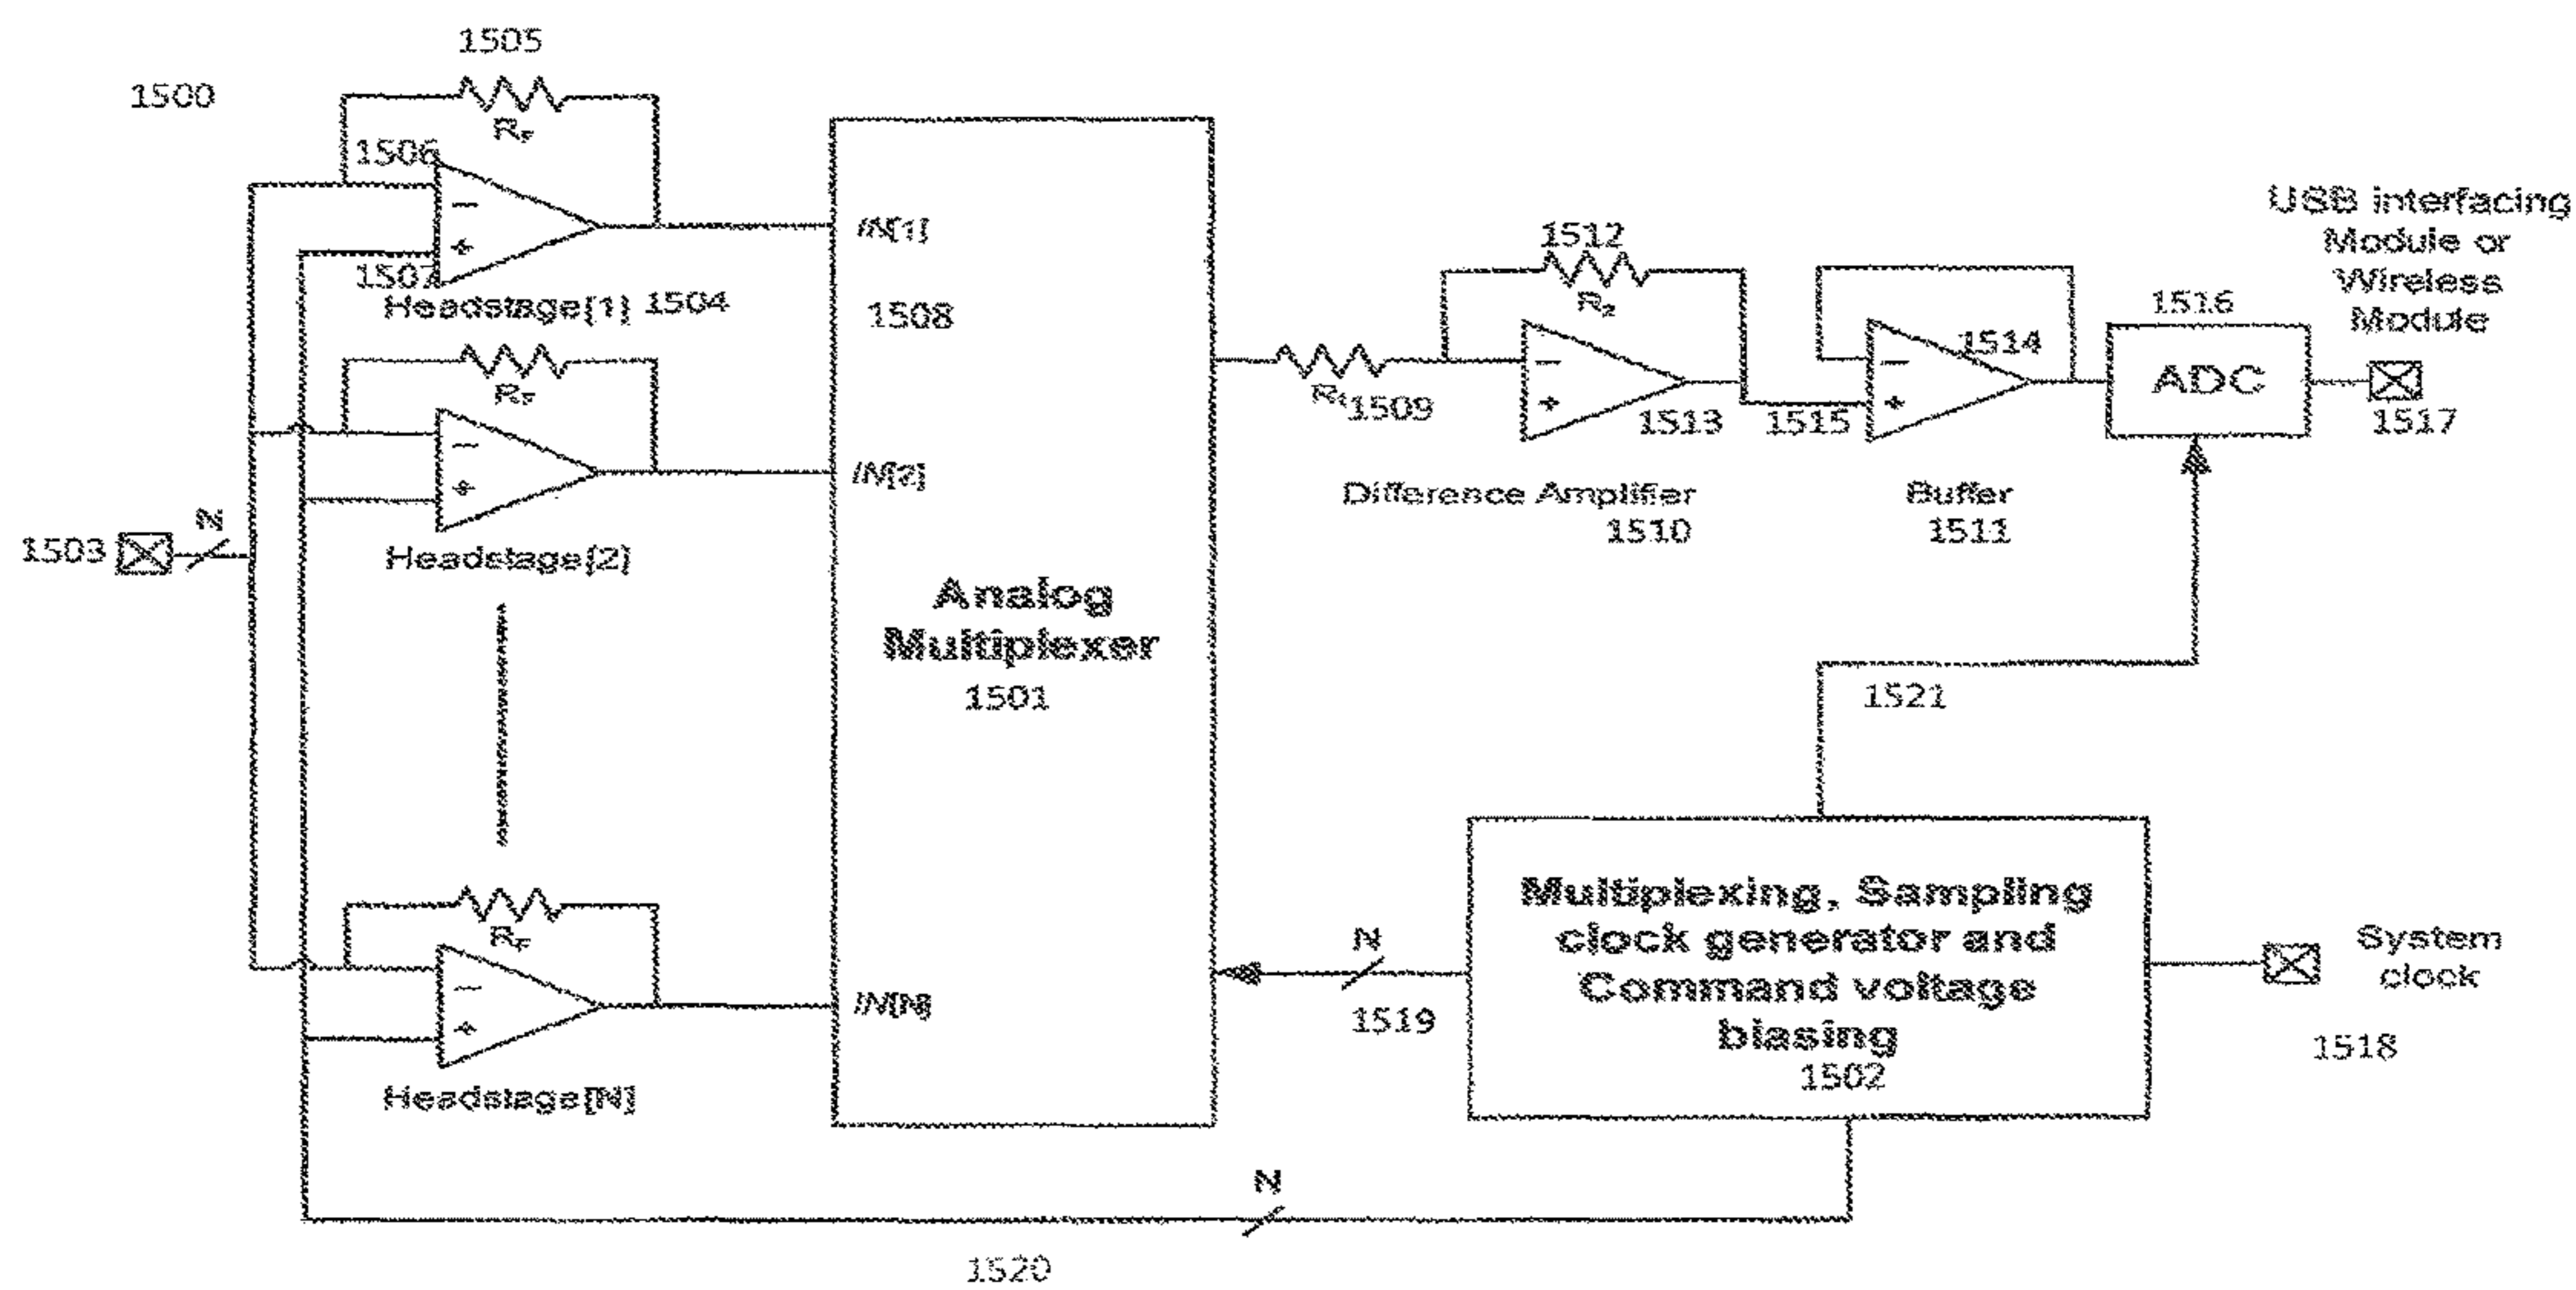 1505
1500
RF
1506
1507
Headstage[1] 1504
IN[1]
1508
RF
IN[2]
Headstage[2]
1503
N
Analog
Multiplexer
1501
RF
IN[N]
Headstage[N]
1512
R2
R1 1509
1513
1515
1514
Difference Amplifier
1510
Buffer
1511
1516
ADC
USB interfacing
Module or
Wireless
Module
1517
1521
Multiplexing, Sampling
clock generator and
Command voltage
biasing
1502
N
1519
System
clock
1518
N
1520